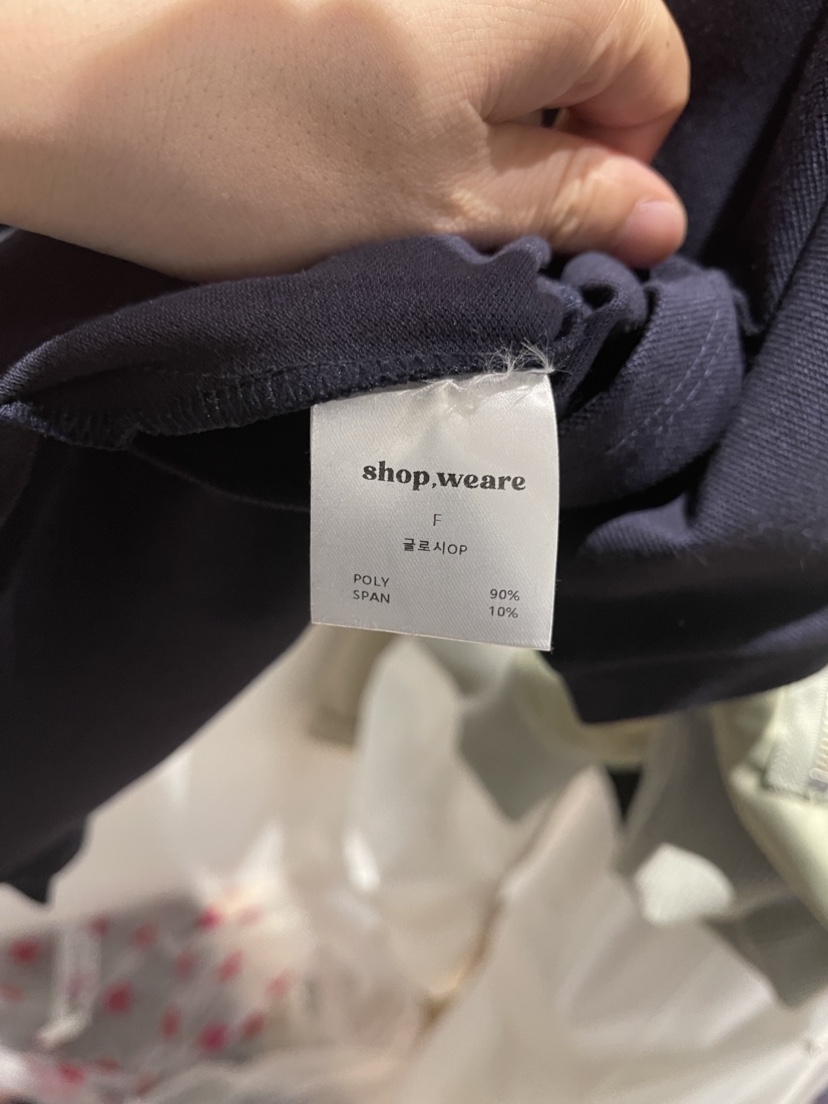 shop,weare
F
글로시OP
POLY 90%
SPAN 10%